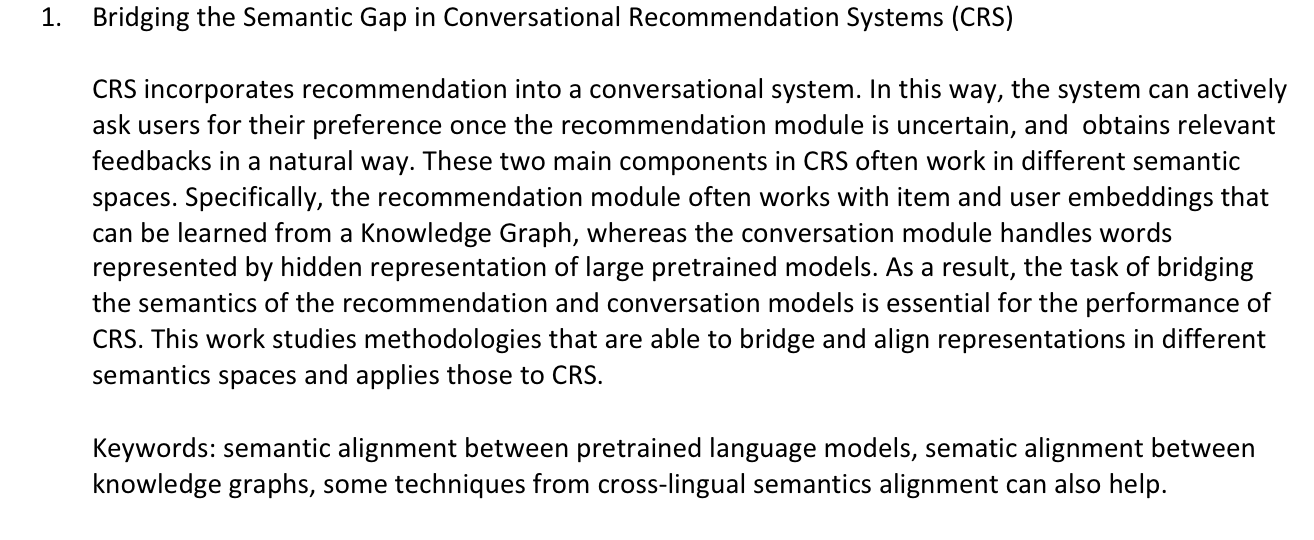 1. Bridging the Semantic Gap in Conversational Recommendation Systems (CRS)
CRS incorporates recommendation into a conversational system. In this way, the system can actively
ask users for their preference once the recommendation module is uncertain, and  obtains relevant
feedbacks in a natural way. These two main components in CRS often work in different semantic
spaces. Specifically, the recommendation module often works with item and user embeddings that
can be learned from a Knowledge Graph, whereas the conversation module handles words
represented by hidden representation of large pretrained models. As a result, the task of bridging
the semantics of the recommendation and conversation models is essential for the performance of
CRS. This work studies methodologies that are able to bridge and align representations in different
semantics spaces and applies those to CRS.
Keywords: semantic alignment between pretrained language models, sematic alignment between
knowledge graphs, some techniques from cross-lingual semantics alignment can also help.